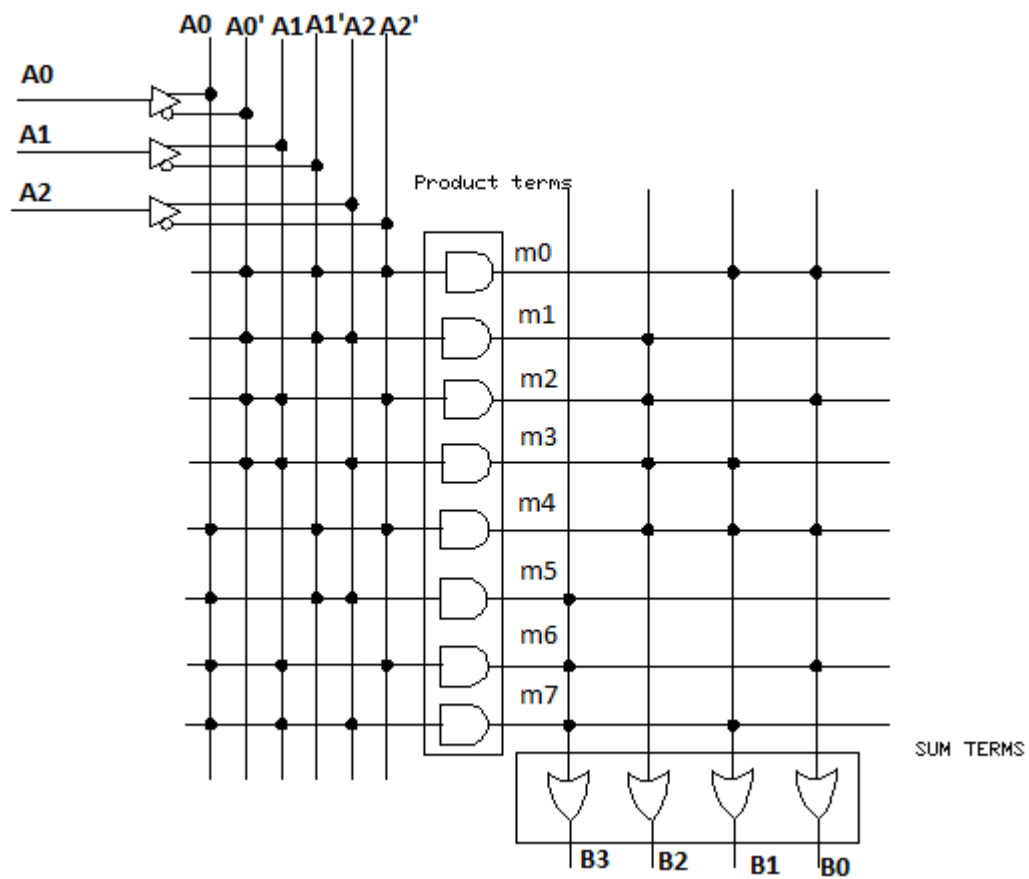 A0 A0' A1 A1' A2 A2'
A0
A1
A2
Product terms
m0
m1
m2
m3
m4
m5
m6
m7
SUM TERMS
B3 B2 B1 B0